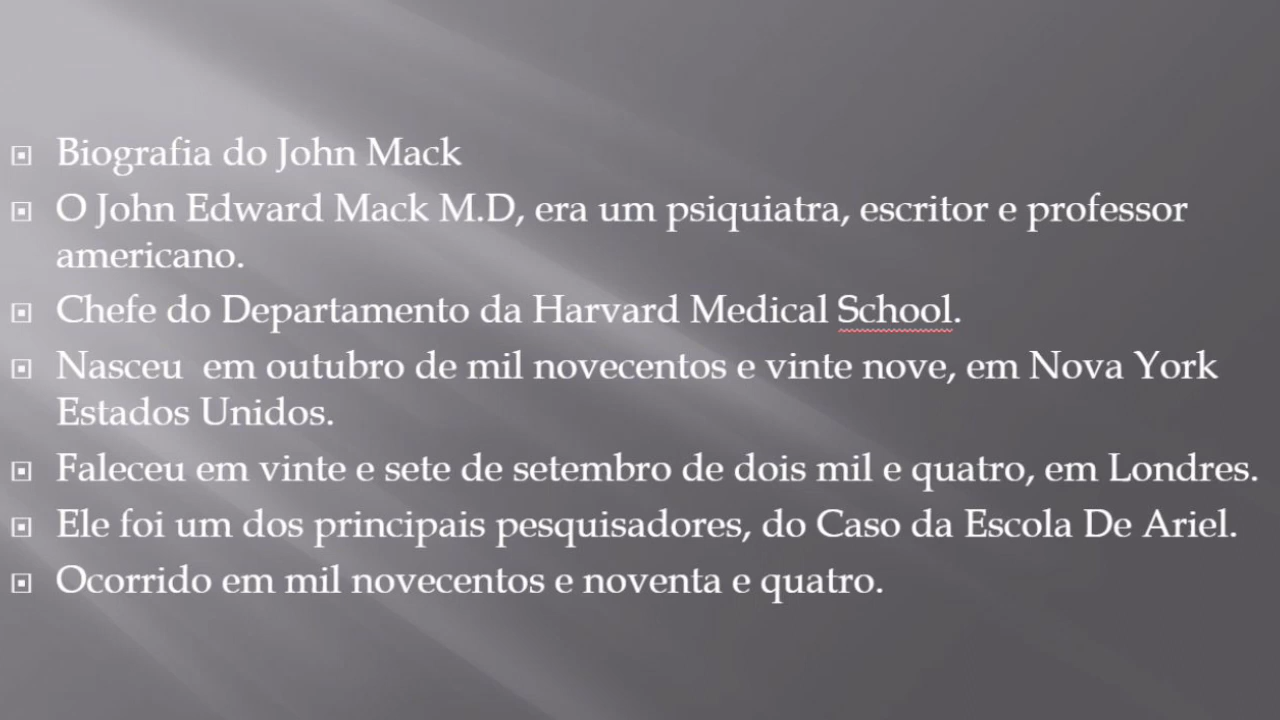 Biografia do John Mack
O John Edward Mack M.D, era um psiquiatra, escritor e professor
americano.
Chefe do Departamento da Harvard Medical School.
Nasceu  em outubro de mil novecentos e vinte nove, em Nova York
Estados Unidos.
Faleceu em vinte e sete de setembro de dois mil e quatro, em Londres.
Ele foi um dos principais pesquisadores, do Caso da Escola De Ariel.
Ocorrido em mil novecentos e noventa e quatro.